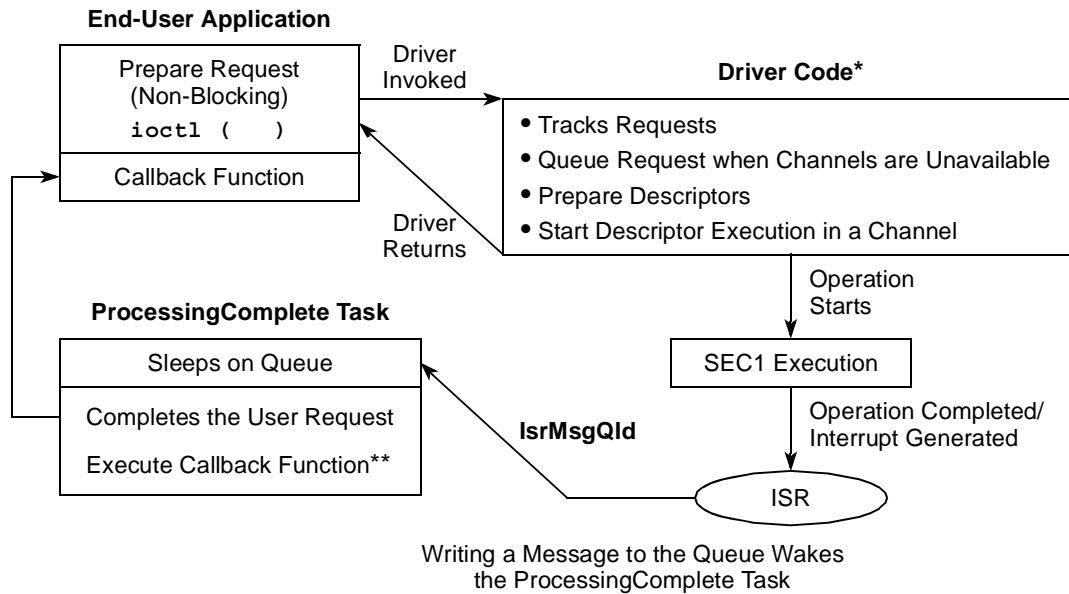 End-User Application
Prepare Request
(Non-Blocking)
ioctl (   )
Callback Function
Driver
Invoked
Driver
Returns
Driver Code*
• Tracks Requests
• Queue Request when Channels are Unavailable
• Prepare Descriptors
• Start Descriptor Execution in a Channel
Operation
Starts
SEC1 Execution
Operation Completed/
Interrupt Generated
ISR
IsrMsgQId
ProcessingComplete Task
Sleeps on Queue
Completes the User Request
Execute Callback Function**
Writing a Message to the Queue Wakes
the ProcessingComplete Task